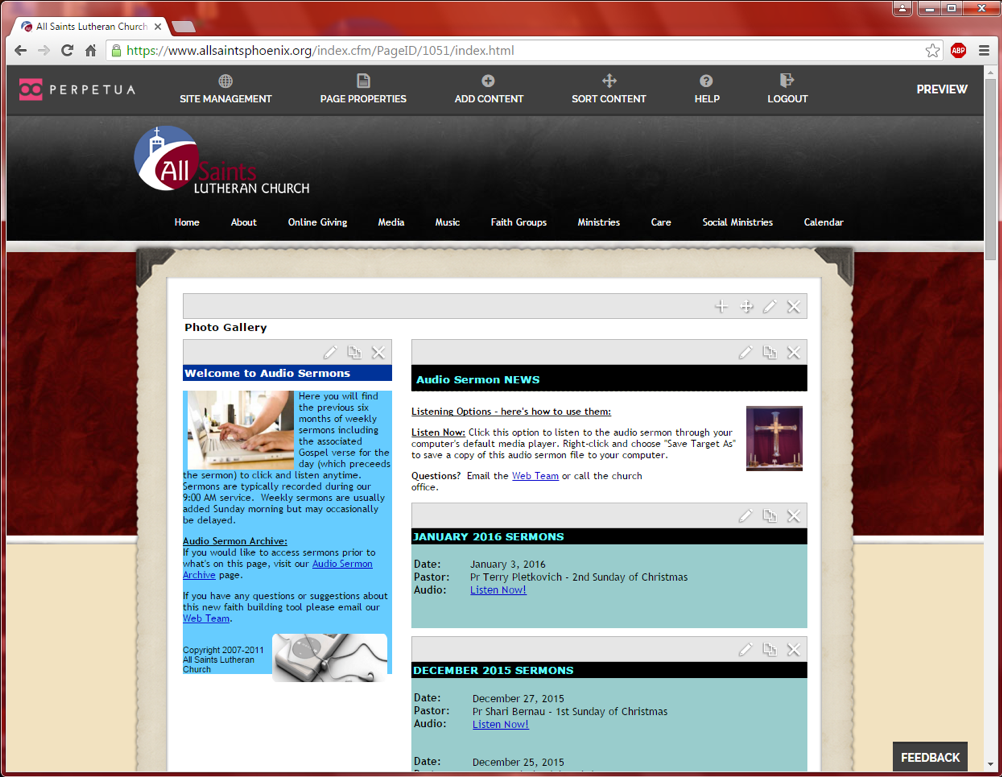 All Saints Lutheran Church
https://www.allsaintsphoenix.org/index.cfm/PageID/1051/index.html
ABP
PERPETUA
SITE MANAGEMENT
PAGE PROPERTIES
ADD CONTENT
SORT CONTENT
HELP
LOGOUT
PREVIEW
All Saints
LUTHERAN CHURCH
Home
About
Online Giving
Media
Music
Faith Groups
Ministries
Care
Social Ministries
Calendar
Photo Gallery
Welcome to Audio Sermons
Here you will find
the previous six
months of weekly
sermons including
the associated
Gospel verse for the
day (which preceeds
the sermon) to click and listen anytime.
Sermons are typically recorded during our
9:00 AM service.  Weekly sermons are usually
added Sunday morning but may occasionally
be delayed.
Audio Sermon Archive:
If you would like to access sermons prior to
what's on this page, visit our Audio Sermon
Archive page.
If you have any questions or suggestions about
this new faith building tool please email our
Web Team.
Copyright 2007-2011
All Saints Lutheran
Church
Audio Sermon NEWS
Listening Options - here's how to use them:
Listen Now: Click this option to listen to the audio sermon through your
computer's default media player. Right-click and choose "Save Target As"
to save a copy of this audio sermon file to your computer.
Questions?  Email the Web Team or call the church
office.
JANUARY 2016 SERMONS
Date: January 3, 2016
Pastor: Pr Terry Pletkovich - 2nd Sunday of Christmas
Audio: Listen Now!
DECEMBER 2015 SERMONS
Date: December 27, 2015
Pastor: Pr Shari Bernau - 1st Sunday of Christmas
Audio: Listen Now!
Date: December 25, 2015
FEEDBACK